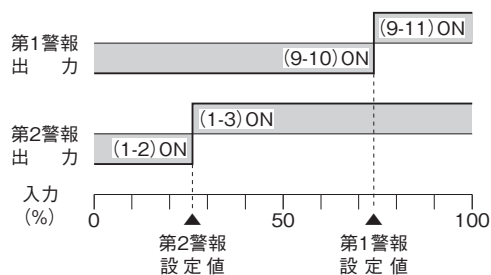 (9-11) ON
第1警報
出 力
(9-10) ON
(1-3) ON
第2警報
出 力
(1-2) ON
入力
(%)
0 50 100
第2警報
設定値
第1警報
設定値